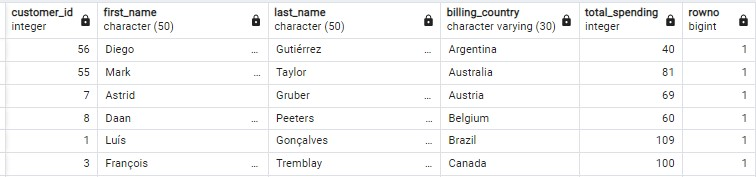 customer_id first_name last_name billing_country total_spending rowno
integer character (50) character (50) character varying (30) integer bigint
56 Diego ... Gutiérrez ... Argentina 40 1
55 Mark ... Taylor ... Australia 81 1
7 Astrid ... Gruber ... Austria 69 1
8 Daan ... Peeters ... Belgium 60 1
1 Luís ... Gonçalves ... Brazil 109 1
3 François ... Tremblay ... Canada 100 1